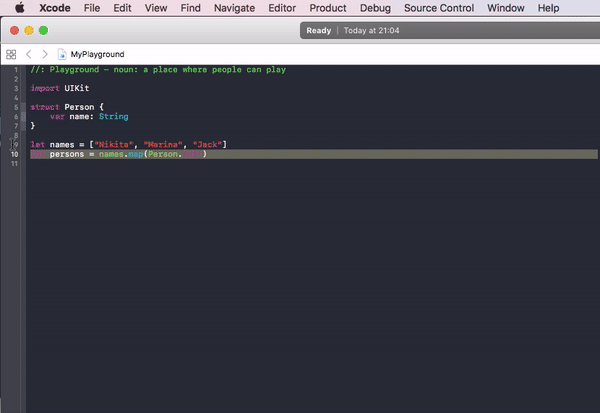 Xcode File Edit View Find Navigate Editor Product Debug Source Control Window Help
Ready | Today at 21:04
MyPlayground
1 //: Playground - noun: a place where people can play
2
3 import UIKit
4
5 struct Person {
6 var name: String
7 }
8
9 let names = ["Nikita", "Marina", "Jack"]
10 persons = names.map(Person. )
11